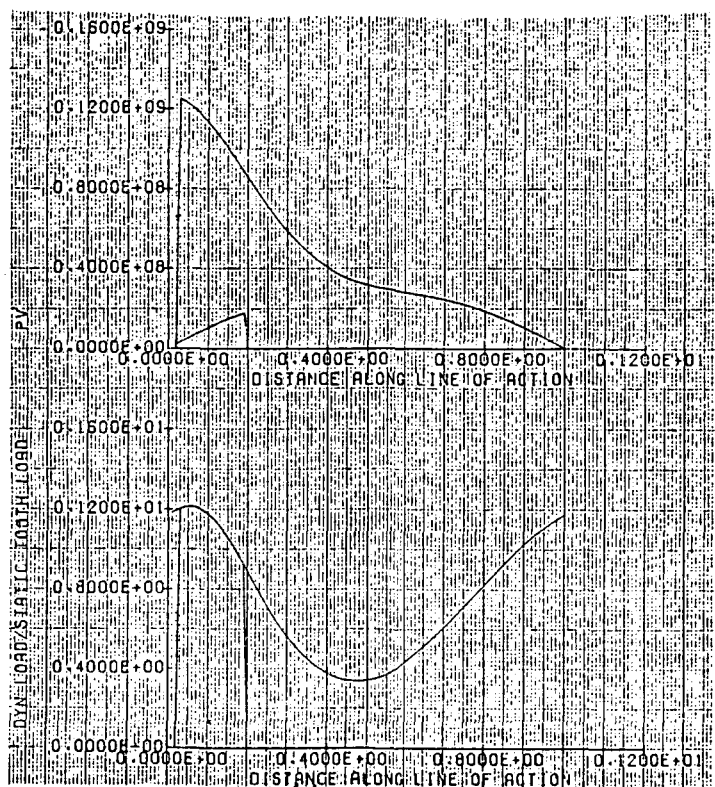 0.1600E+09
0.1200E+09
0.8000E+08
0.4000E+08
0.0000E+00
PV
0.0000E+00 0.4000E+00 0.8000E+00 0.1200E+01
DISTANCE ALONG LINE OF ACTION
0.1600E+01
0.1200E+01
0.8000E+00
0.4000E+00
0.0000E+00
DYN LOAD/STATIC TOOTH LOAD
0.0000E+00 0.4000E+00 0.8000E+00 0.1200E+01
DISTANCE ALONG LINE OF ACTION